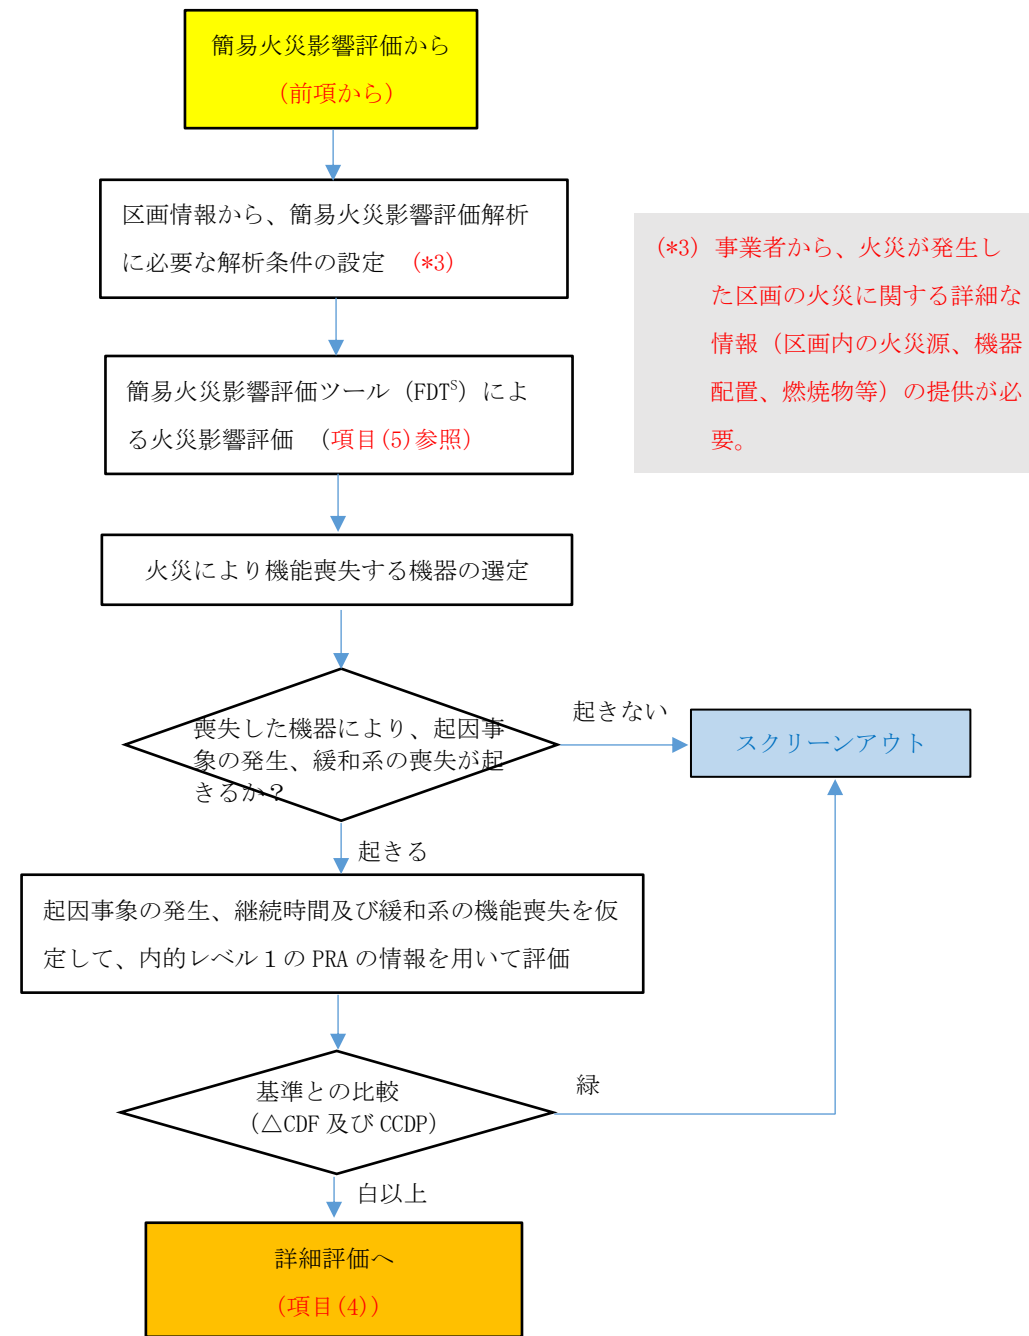 簡易火災影響評価から
(前項から)
区画情報から、簡易火災影響評価解析
に必要な解析条件の設定 (*3)
(*3) 事業者から、火災が発生し
た区画の火災に関する詳細な
情報（区画内の火災源、機器
配置、燃焼物等）の提供が必
要。
簡易火災影響評価ツール（FDTS）によ
る火災影響評価 （項目(5)参照）
火災により機能喪失する機器の選定
喪失した機器により、起因事
象の発生、緩和系の喪失が起
きるか？
起きない
スクリーンアウト
起きる
起因事象の発生、継続時間及び緩和系の機能喪失を仮
定して、内的レベル１の PRA の情報を用いて評価
基準との比較
（△CDF 及び CCDP）
緑
白以上
詳細評価へ
(項目(4))